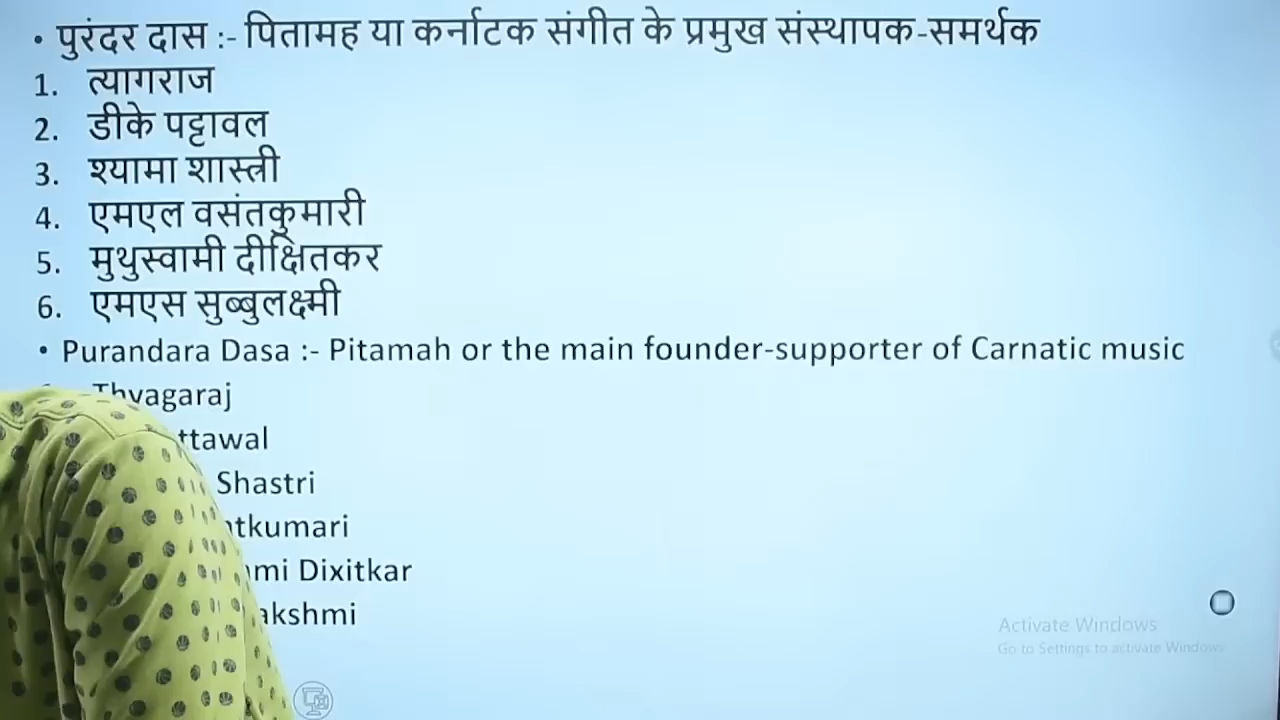 • पुरंदर दास :- पितामह या कर्नाटक संगीत के प्रमुख संस्थापक-समर्थक
1. त्यागराज
2. डीके पट्टावल
3. श्यामा शास्त्री
4. एमएल वसंतकुमारी
5. मुथुस्वामी दीक्षितकर
6. एमएस सुब्बुलक्ष्मी
• Purandara Dasa :- Pitamah or the main founder-supporter of Carnatic music
Thyagaraj
ttawal
Shastri
ntkumari
mi Dixitkar
akshmi
Activate Windows
Go to Settings to activate Windows